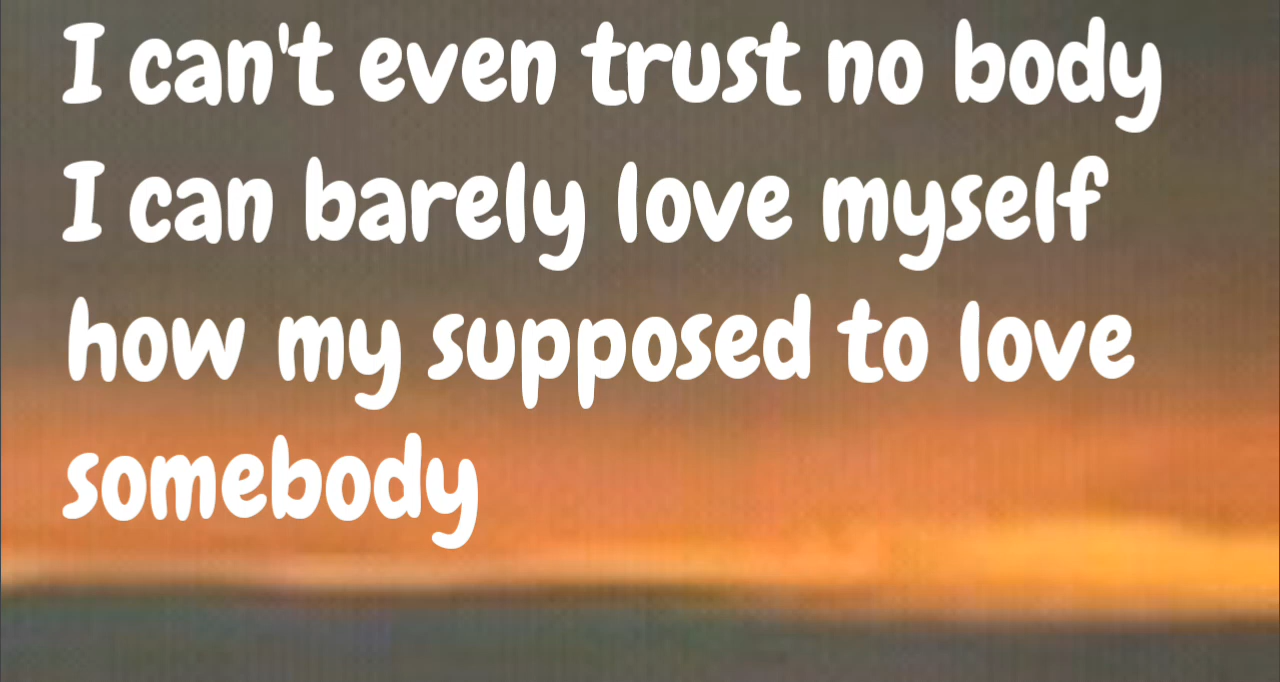 I can't even trust no body
I can barely love myself
how my supposed to love
somebody